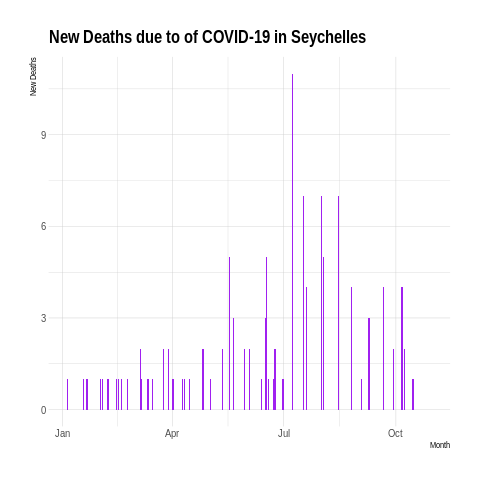 New Deaths due to of COVID-19 in Seychelles
New Deaths
9
6
3
0
Jan Apr Jul Oct
Month